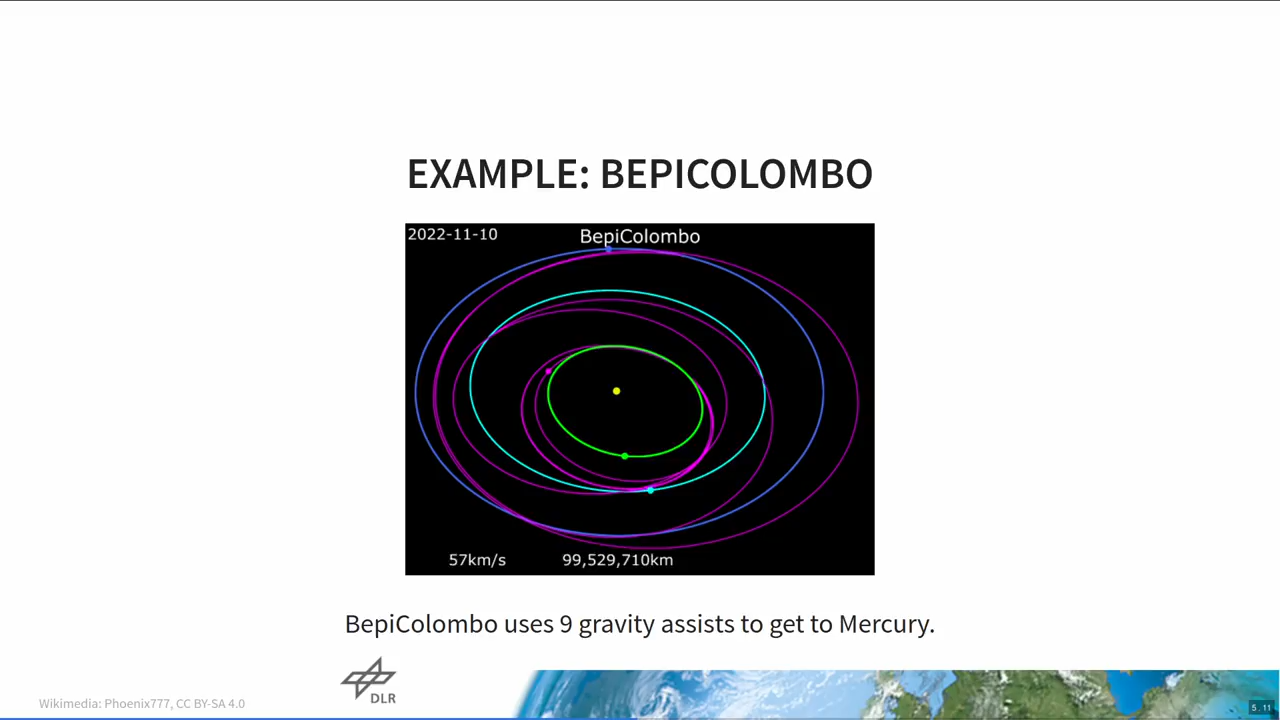 EXAMPLE: BEPICOLOMBO
2022-11-10
BepiColombo
57km/s
99,529,710km
BepiColombo uses 9 gravity assists to get to Mercury.
DLR
Wikimedia: Phoenix777, CC BY-SA 4.0
5.11